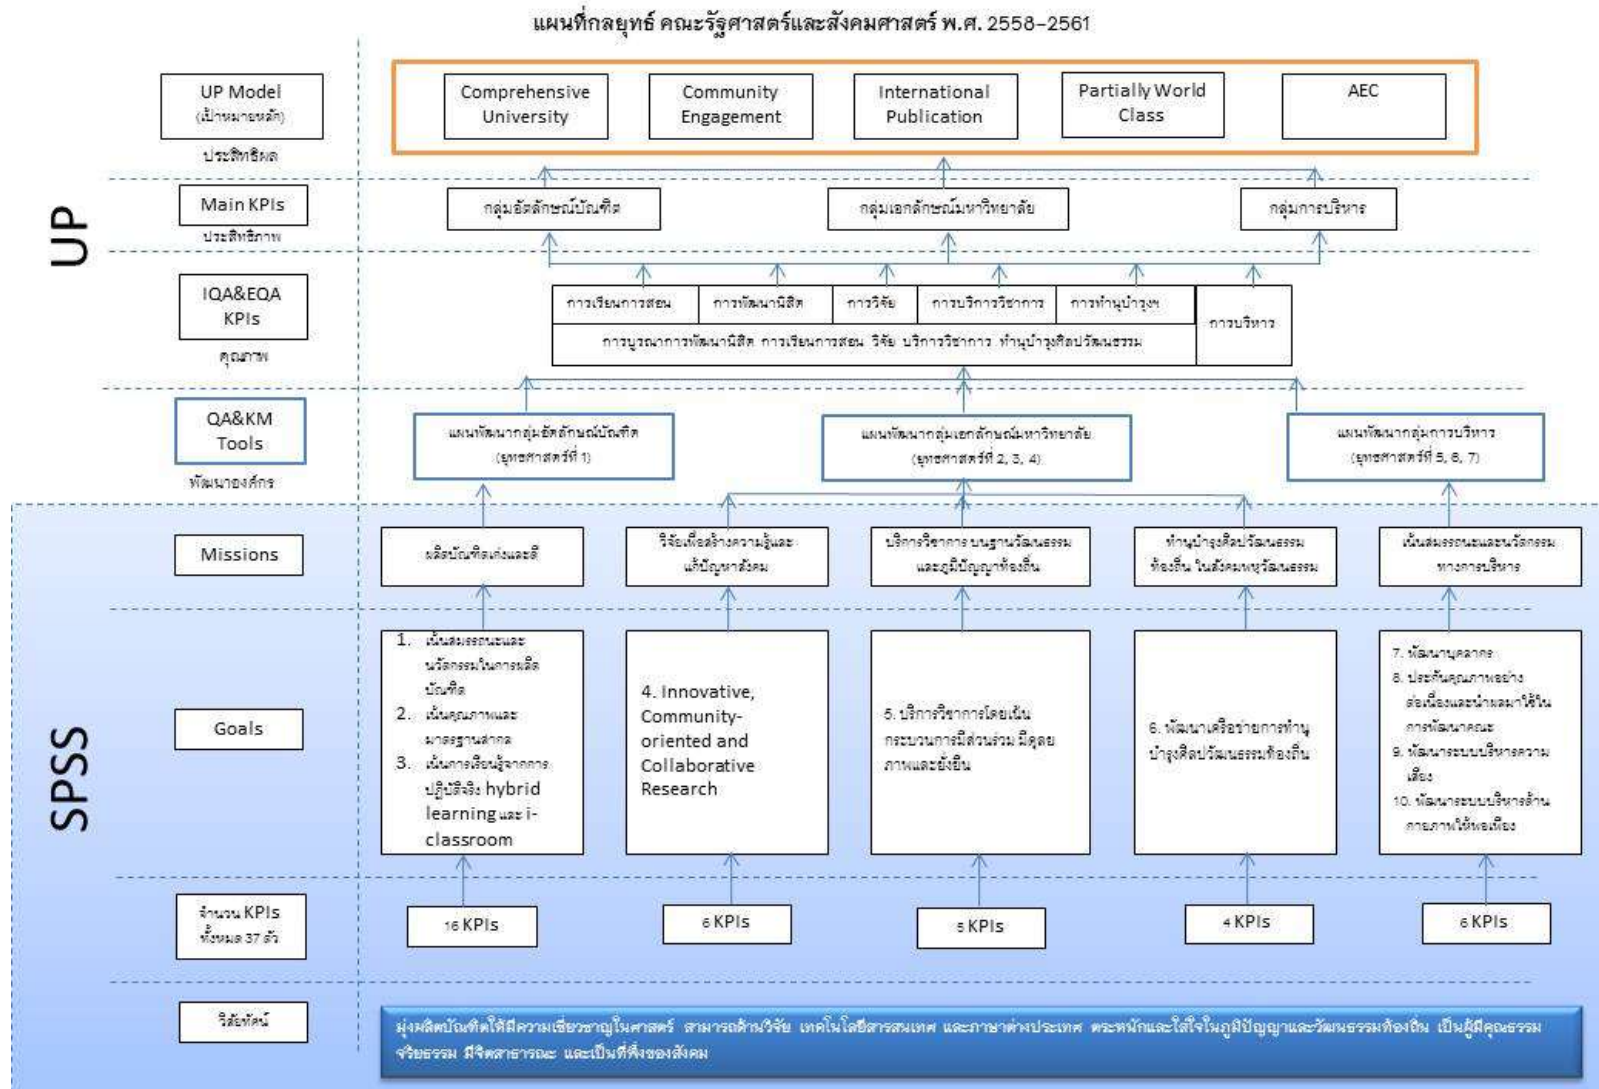 แผนที่กลยุทธ์ คณะรัฐศาสตร์และสังคมศาสตร์ พ.ศ. 2558-2561
UP
UP Model
(เป้าหมายหลัก)
ประสิทธิผล
Comprehensive
University
Community
Engagement
International
Publication
Partially World
Class
AEC
Main KPIs
ประสิทธิภาพ
กลุ่มอัตลักษณ์บัณฑิต
กลุ่มเอกลักษณ์มหาวิทยาลัย
กลุ่มการบริหาร
IQA&EQA
KPIs
คุณภาพ
การเรียนการสอน
การพัฒนานิสิต
การวิจัย
การบริการวิชาการ
การทำนุบำรุงฯ
การบริหาร
การบูรณาการพัฒนานิสิต การเรียนการสอน วิจัย บริการวิชาการ ทำนุบำรุงศิลปวัฒนธรรม
QA&KM
Tools
พัฒนาองค์กร
แผนพัฒนากลุ่มอัตลักษณ์บัณฑิต
(ยุทธศาสตร์ที่ 1)
แผนพัฒนากลุ่มเอกลักษณ์มหาวิทยาลัย
(ยุทธศาสตร์ที่ 2, 3, 4)
แผนพัฒนากลุ่มการบริหาร
(ยุทธศาสตร์ที่ 5, 6, 7)
SPSS
Missions
ผลิตบัณฑิตเก่งและดี
วิจัยเพื่อสร้างความรู้และ
แก้ปัญหาสังคม
บริการวิชาการ บนฐานวัฒนธรรม
และภูมิปัญญาท้องถิ่น
ทำนุบำรุงศิลปวัฒนธรรม
ท้องถิ่น ในสังคมพหุวัฒนธรรม
เน้นสมรรถนะและนวัตกรรม
ทางการบริหาร
Goals
1. เน้นสมรรถนะและ
นวัตกรรมในการผลิต
บัณฑิต
2. เน้นคุณภาพและ
มาตรฐานสากล
3. เน้นการเรียนรู้จากการ
ปฏิบัติจริง hybrid
learning และ i-
classroom
4. Innovative,
Community-
oriented and
Collaborative
Research
5. บริการวิชาการโดยเน้น
กระบวนการมีส่วนร่วม มีดุลย
ภาพและยั่งยืน
6. พัฒนาเครือข่ายการทำนุ
บำรุงศิลปวัฒนธรรมท้องถิ่น
7. พัฒนาบุคลากร
8. ประกันคุณภาพอย่าง
ต่อเนื่องและนำผลมาใช้ใน
การพัฒนาคณะ
9. พัฒนาระบบบริหารความ
เสี่ยง
10. พัฒนาระบบบริหารด้าน
กายภาพให้พอเพียง
จำนวน KPIs
ทั้งหมด 37 ตัว
16 KPIs
6 KPIs
5 KPIs
4 KPIs
6 KPIs
วิสัยทัศน์
มุ่งผลิตบัณฑิตให้มีความเชี่ยวชาญในศาสตร์ สามารถด้านวิจัย เทคโนโลยีสารสนเทศ และภาษาต่างประเทศ ตระหนักและใส่ใจในภูมิปัญญาและวัฒนธรรมท้องถิ่น เป็นผู้มีคุณธรรม
จริยธรรม มีจิตสาธารณะ และเป็นที่พึ่งของสังคม